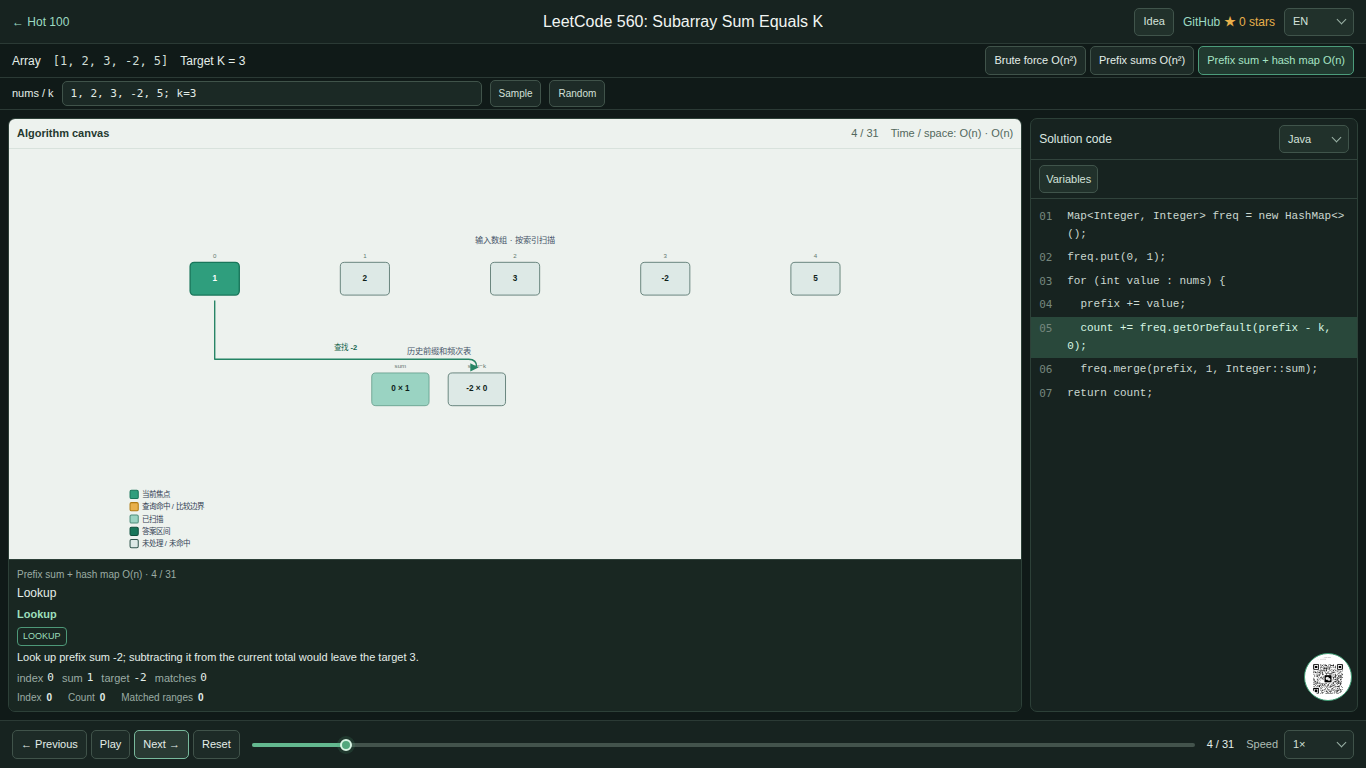 ← Hot 100
LeetCode 560: Subarray Sum Equals K
Idea
GitHub ★ 0 stars
EN
Array [1, 2, 3, -2, 5] Target K = 3
Brute force O(n²)
Prefix sums O(n²)
Prefix sum + hash map O(n)
nums / k
1, 2, 3, -2, 5; k=3
Sample
Random
Algorithm canvas
4 / 31 Time / space: O(n) · O(n)
输入数组 · 按索引扫描
0 1 2 3 4
1 2 3 -2 5
查找 -2
历史前缀和频次表
sum
0 × 1
-2 × 0
当前焦点
查询命中 / 比较边界
已扫描
答案区间
未处理 / 未命中
Prefix sum + hash map O(n) · 4 / 31
Lookup
Lookup
LOOKUP
Look up prefix sum -2; subtracting it from the current total would leave the target 3.
index 0 sum 1 target -2 matches 0
Index 0 Count 0 Matched ranges 0
Solution code
Java
Variables
01 Map<Integer, Integer> freq = new HashMap<>
();
02 freq.put(0, 1);
03 for (int value : nums) {
04 prefix += value;
05 count += freq.getOrDefault(prefix - k,
0);
06 freq.merge(prefix, 1, Integer::sum);
07 return count;
← Previous
Play
Next →
Reset
4 / 31
Speed
1×